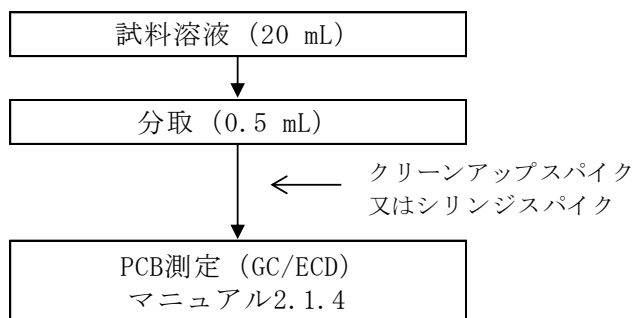 試料溶液（20 mL）
分取（0.5 mL）
クリーンアップスパイク
又はシリンジスパイク
PCB測定（GC/ECD）
マニュアル2.1.4